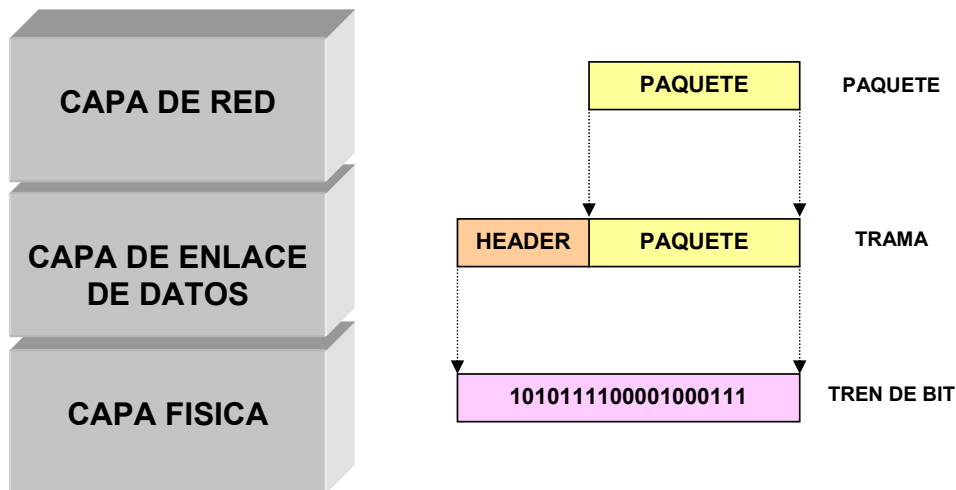 CAPA DE RED
PAQUETE
PAQUETE
CAPA DE ENLACE
DE DATOS
HEADER
PAQUETE
TRAMA
CAPA FISICA
1010111100001000111
TREN DE BIT